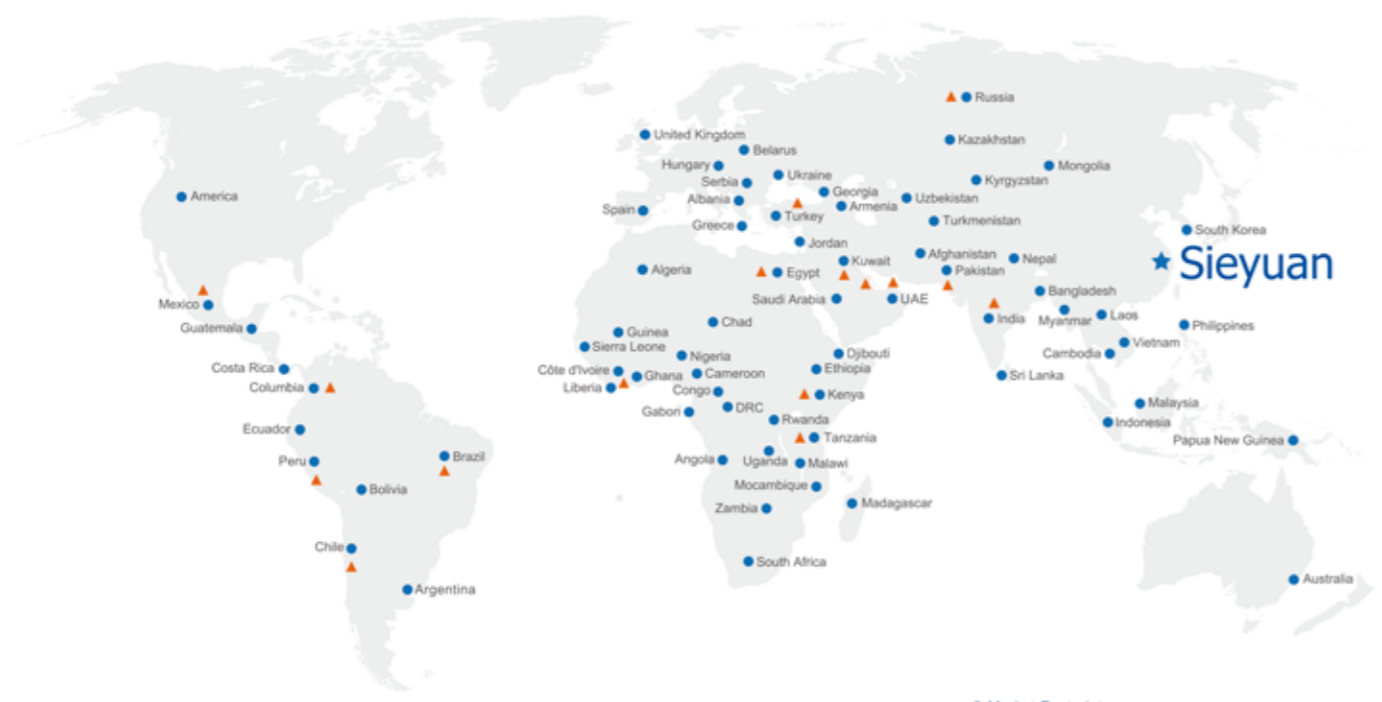 Russia
United Kingdom
Kazakhstan
Belarus
Hungary
Mongolia
Ukraine
Kyrgyzstan
Serbia
Georgia
America
Albania
Uzbekistan
Armenia
Spain
Turkey
Turkmenistan
Greece
South Korea
Jordan
Afghanistan
Nepal
Kuwait
Sieyuan
Algeria
Egypt
Pakistan
Bangladesh
Saudi Arabia
UAE
Mexico
India
Myanmar
Laos
Chad
Philippines
Guatemala
Guinea
Vietnam
Sierra Leone
Nigeria
Djibouti
Cambodia
Costa Rica
Côte d'Ivoire
Ethiopia
Ghana
Cameroon
Sri Lanka
Columbia
Liberia
Congo
Kenya
Malaysia
Gabon
DRC
Rwanda
Indonesia
Ecuador
Tanzania
Papua New Guinea
Brazil
Peru
Angola
Uganda
Malawi
Bolivia
Mocambique
Madagascar
Zambia
Chile
South Africa
Australia
Argentina